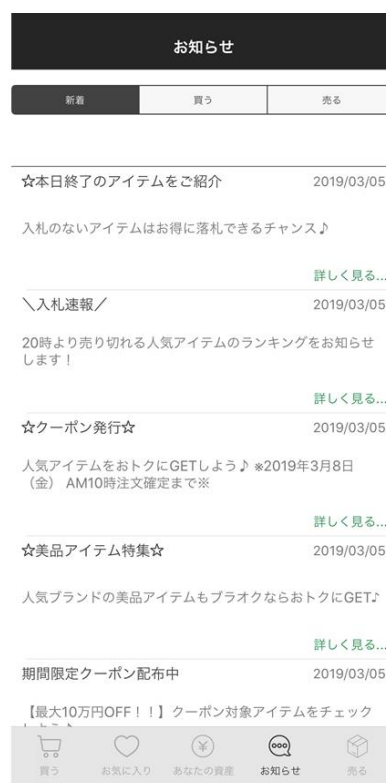 お知らせ
新着 買う 売る
☆本日終了のアイテムをご紹介 2019/03/05
入札のないアイテムはお得に落札できるチャンス♪
詳しく見る...
＼入札速報／ 2019/03/05
20時より売り切れる人気アイテムのランキングをお知らせ
します！
詳しく見る...
✩クーポン発行✩ 2019/03/05
人気アイテムをおトクにGETしよう♪ ※2019年3月8日
（金） AM10時注文確定まで※
詳しく見る...
✩美品アイテム特集✩ 2019/03/05
人気ブランドの美品アイテムもブラオクならおトクにGET♪
詳しく見る...
期間限定クーポン配布中 2019/03/05
【最大10万円OFF！！】クーポン対象アイテムをチェック
買う お気に入り あなたの資産 お知らせ 売る